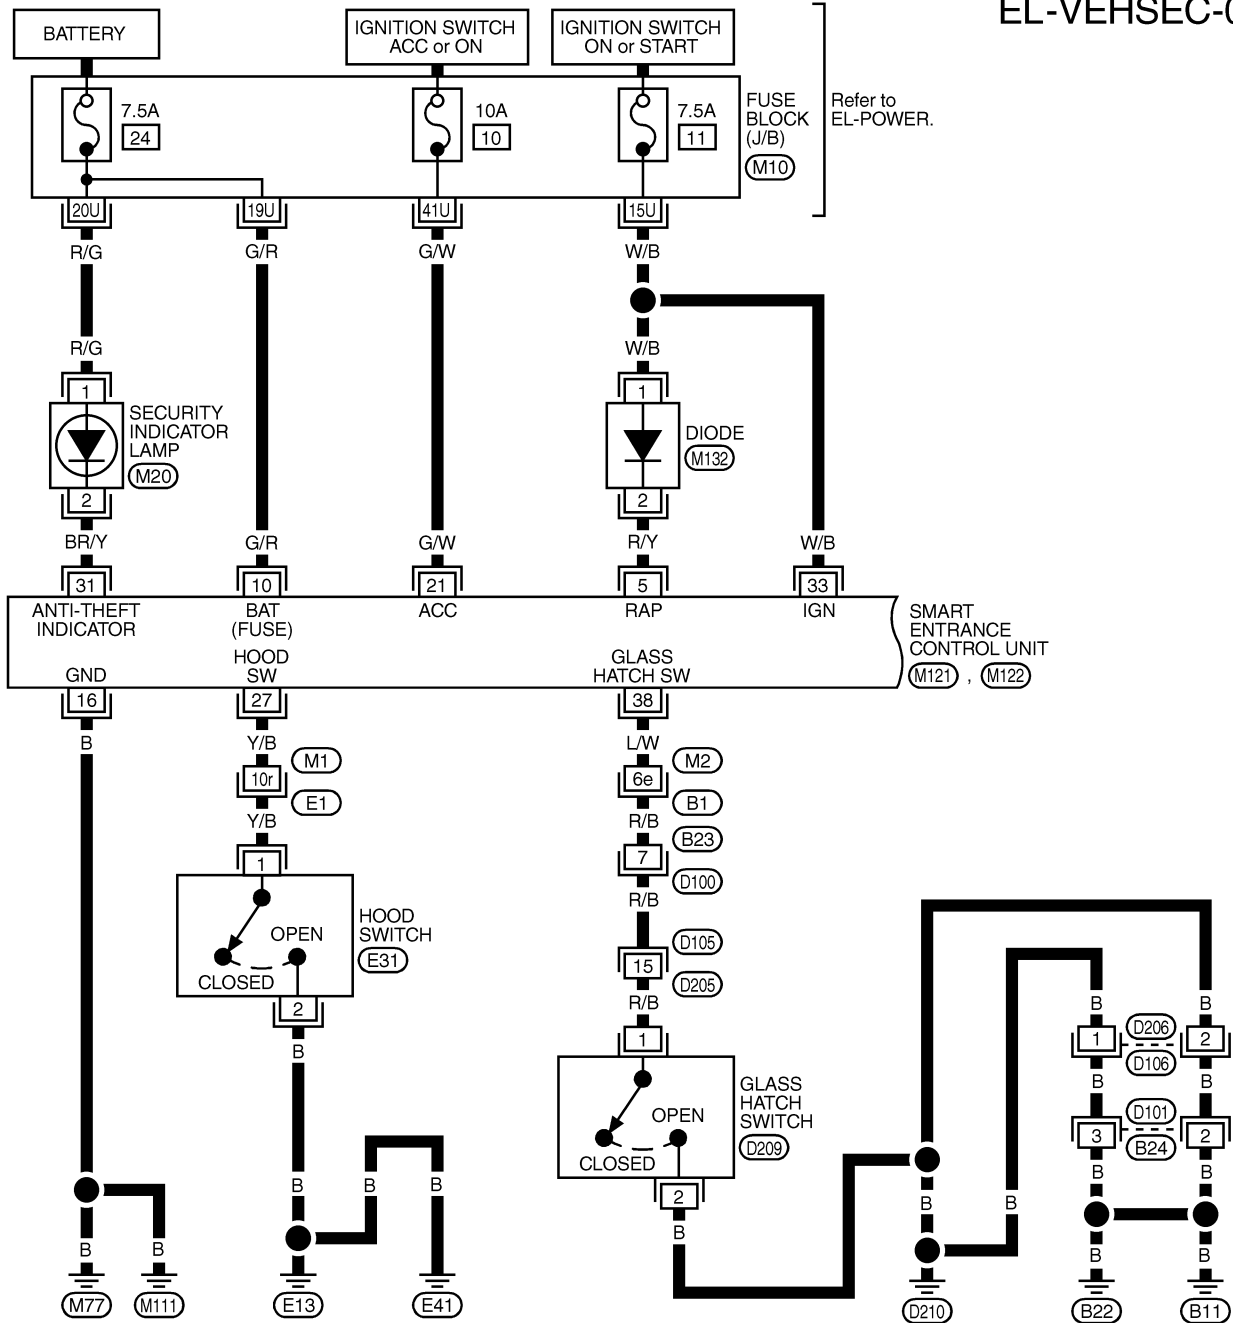 EL-VEHSEC-0
BATTERY
IGNITION SWITCH
ACC or ON
IGNITION SWITCH
ON or START
7.5A
24
10A
10
7.5A
11
FUSE
BLOCK
(J/B)
M10
Refer to
EL-POWER.
20U
19U
41U
15U
R/G
G/R
G/W
W/B
R/G
W/B
1
1
SECURITY
INDICATOR
LAMP
M20
DIODE
M132
2
2
BR/Y
G/R
G/W
R/Y
W/B
31
10
21
5
33
ANTI-THEFT
INDICATOR
BAT
(FUSE)
ACC
RAP
IGN
SMART
ENTRANCE
CONTROL UNIT
M121 , M122
GND
HOOD
SW
GLASS
HATCH SW
16
27
38
B
Y/B
L/W
M1
10r
E1
M2
6e
B1
Y/B
R/B
B23
7
D100
R/B
1
HOOD
SWITCH
E31
OPEN
CLOSED
2
D105
15
D205
R/B
1
GLASS
HATCH
SWITCH
D209
OPEN
CLOSED
2
B
B
B
B
B
B
B
B
B
B
B
B
1
D206
D106
2
B
B
3
D101
B24
2
B
B
B
B
M77
M111
E13
E41
D210
B22
B11